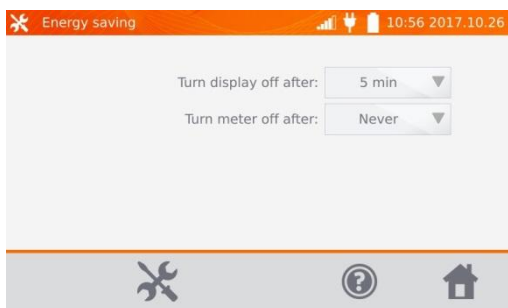 Energy saving 10:56 2017.10.26
Turn display off after: 5 min
Turn meter off after: Never